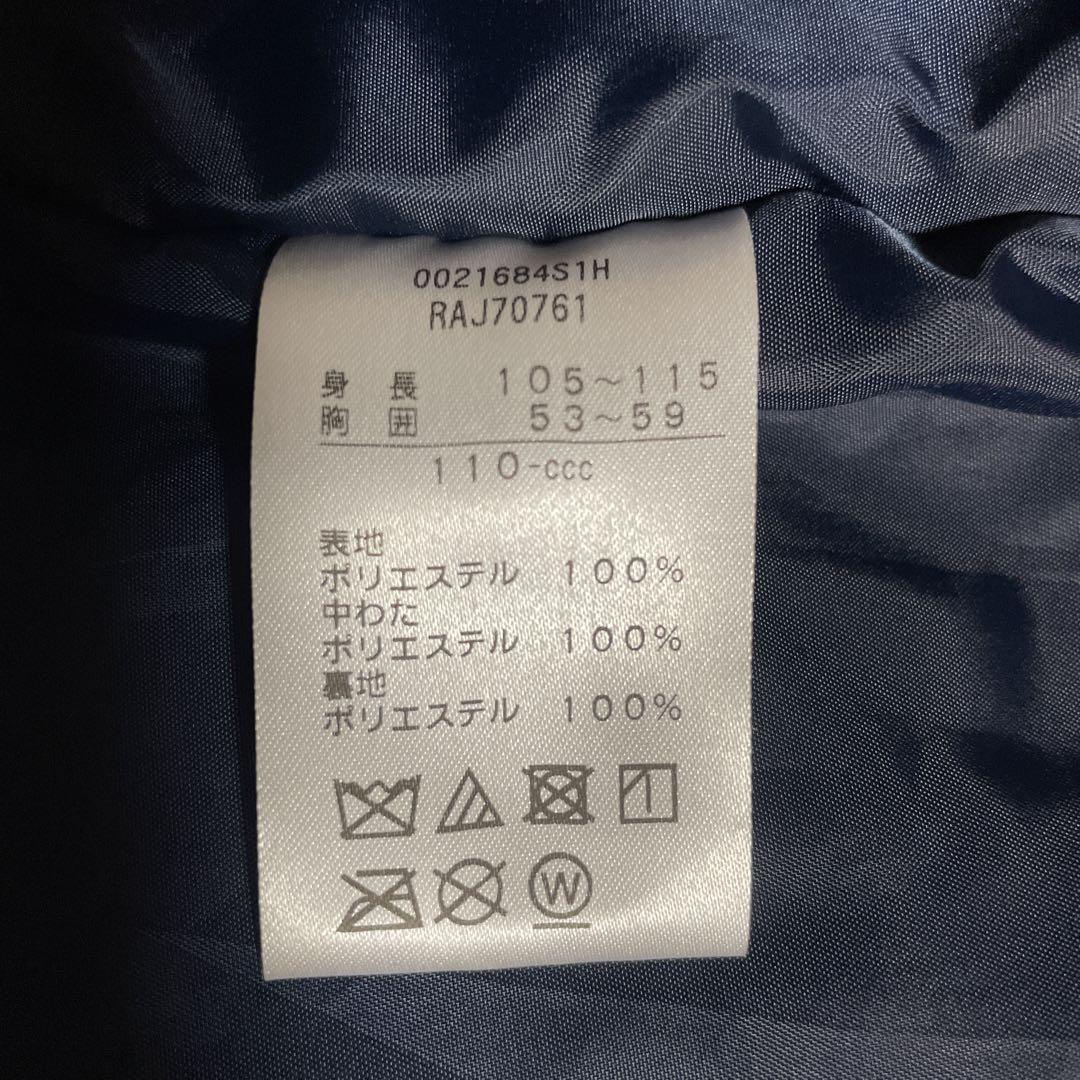 0021684S1H
RAJ70761
身 長 105～115
胸 囲 53～59
110-ccc
表地
ポリエステル 100%
中わた
ポリエステル 100%
裏地
ポリエステル 100%
W